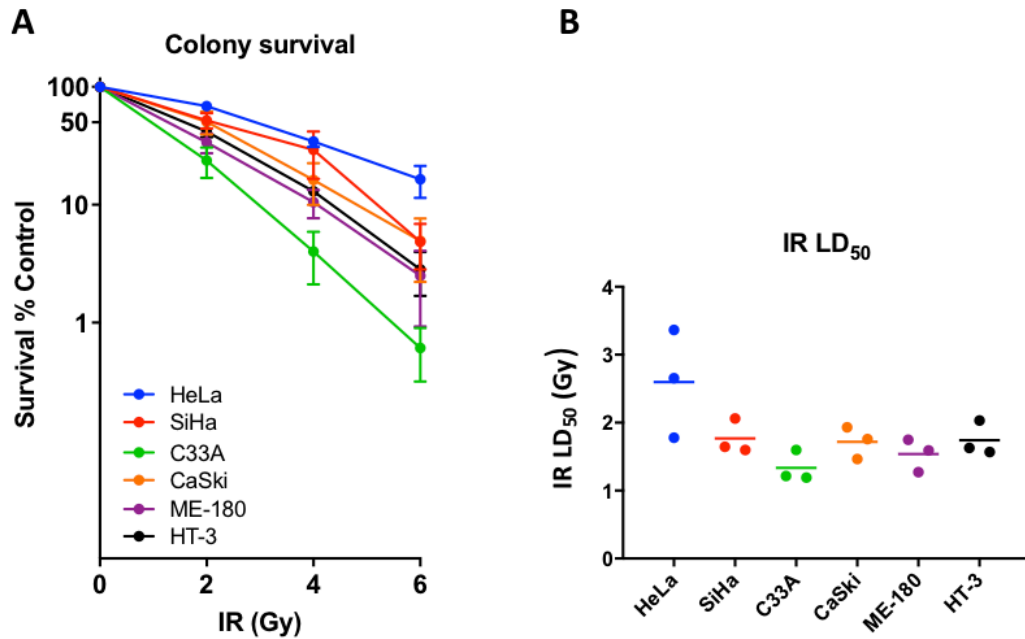 A
Colony survival
100
50
10
1
Survival % Control
HeLa
SiHa
C33A
CaSki
ME-180
HT-3
0 2 4 6
IR (Gy)
B
IR LD₅₀
4
3
2
1
0
IR LD₅₀ (Gy)
HeLa SiHa C33A CaSki ME-180 HT-3